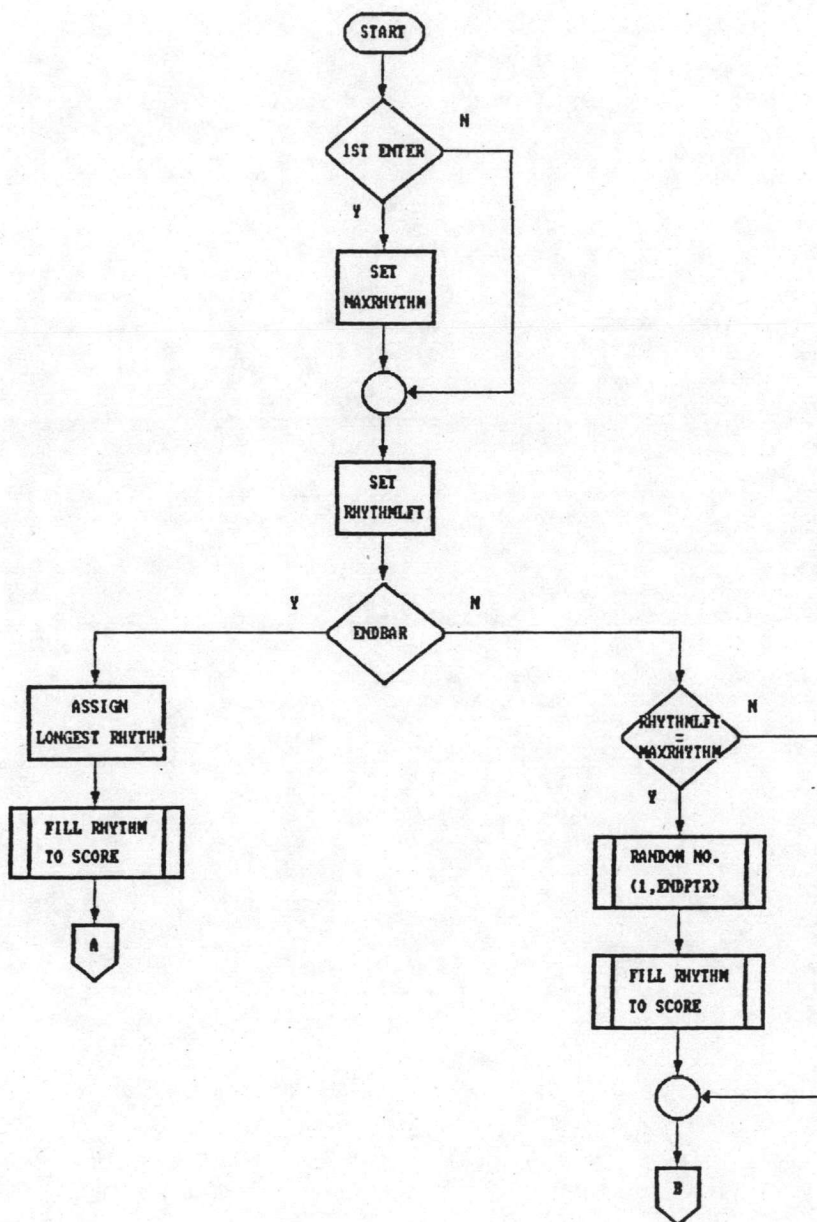 START
N
1ST ENTER
Y
SET
MAXRHYTHM
SET
RHYTHMLFT
Y
N
ENDBAR
ASSIGN
LONGEST RHYTHM
N
RHYTHMLFT
=
MAXRHYTHM
Y
FILL RHYTHM
TO SCORE
RANDOM NO.
(1,ENDPTR)
A
FILL RHYTHM
TO SCORE
B